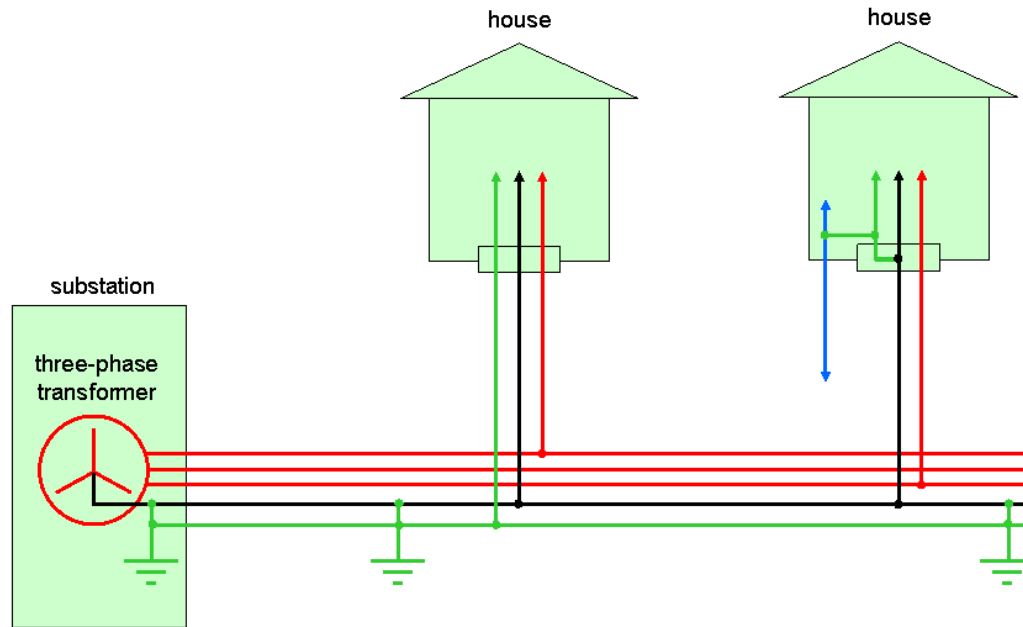 house
house
substation
three-phase
transformer